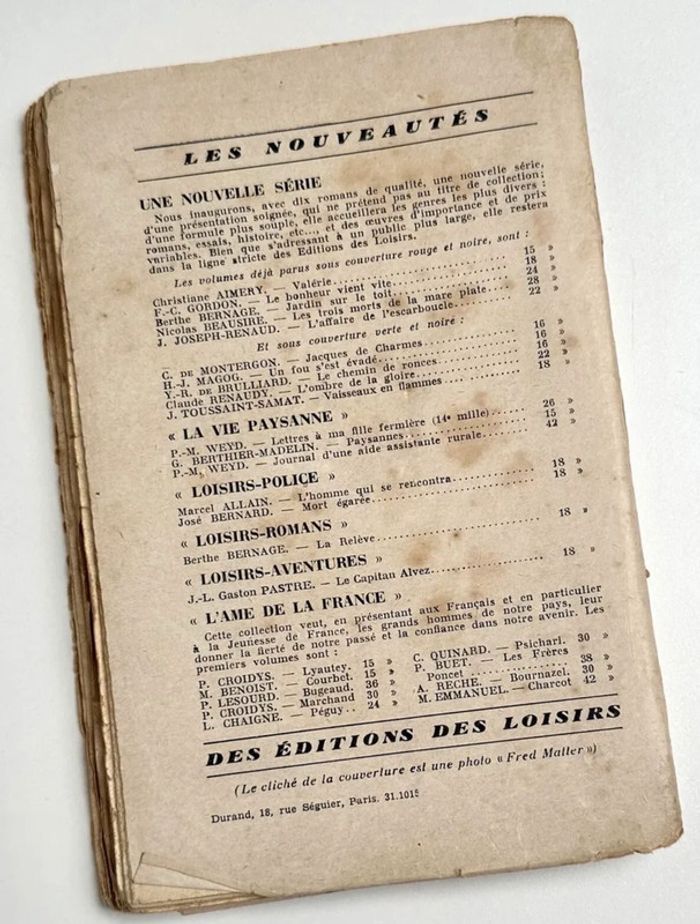 LES NOUVEAUTÉS
UNE NOUVELLE SÉRIE
Nous inaugurons, avec dix romans de qualité, une nouvelle série,
d'une présentation soignée, qui ne prétend pas au titre de collection;
d'une formule plus souple, elle accueillera les genres les plus divers :
romans, essais, histoire, etc..., et des œuvres d'importance et de prix
variables. Bien que s'adressant à un public plus large, elle restera
dans la ligne stricte des Editions des Loisirs.
Les volumes déjà parus sous couverture rouge et noire, sont :
Christiane AIMERY. — Valérie.................... 15 »
F.-C. GORDON. — Le bonheur vient vite............ 18 »
Berthe BERNAGE. — Jardin sur le toit............. 24 »
Nicolas BEAUSIRE. — Les trois morts de la mare plate.... 28 »
J. JOSEPH-RENAUD. — L'affaire de l'escarboucle......... 22 »
Et sous couverture verte et noire :
C. DE MONTERGON. — Jacques de Charmes............ 16 »
H.-J. MAGOG. — Un fou s'est évadé................ 16 »
Y.-R. DE BRULLIARD. — Le chemin de ronces........ 16 »
Claude RENAUDY. — L'ombre de la gloire........... 22 »
J. TOUSSAINT-SAMAT. — Vaisseaux en flammes........ 18 »
« LA VIE PAYSANNE »
P.-M. WEYD. — Lettres à ma fille fermière (14e mille)...... 26 »
G. BERTHIER-MADELIN. — Paysannes................. 15 »
P.-M. WEYD. — Journal d'une aide assistante rurale........ 42 »
« LOISIRS-POLICE »
Marcel ALLAIN. — L'homme qui se rencontra............ 18 »
José BERNARD. — Mort égarée...................... 18 »
« LOISIRS-ROMANS »
Berthe BERNAGE. — La Relève...................... 18 »
« LOISIRS-AVENTURES »
J.-L. Gaston PASTRE. — Le Capitan Alvez.............. 18 »
« L'AME DE LA FRANCE »
Cette collection veut, en présentant aux Français et en particulier
à la Jeunesse de France, les grands hommes de notre pays, leur
donner la fierté de notre passé et la confiance dans notre avenir. Les
premiers volumes sont :
P. CROIDYS. — Lyautey. 15 »
M. BENOIST. — Courbet. 15 »
P. LESOURD. — Bugeaud. 36 »
P. CROIDYS. — Marchand 30 »
L. CHAIGNE. — Péguy.. 24 »
C. QUINARD. — Psichari. 30 »
P. BUET. — Les Frères
Poncet ................ 38 »
A. RECHE. — Bournazel. 30 »
M. EMMANUEL. — Charcot 42 »
DES ÉDITIONS DES LOISIRS
(Le cliché de la couverture est une photo « Fred Matter »)
Durand, 18, rue Séguier, Paris. 31.1015